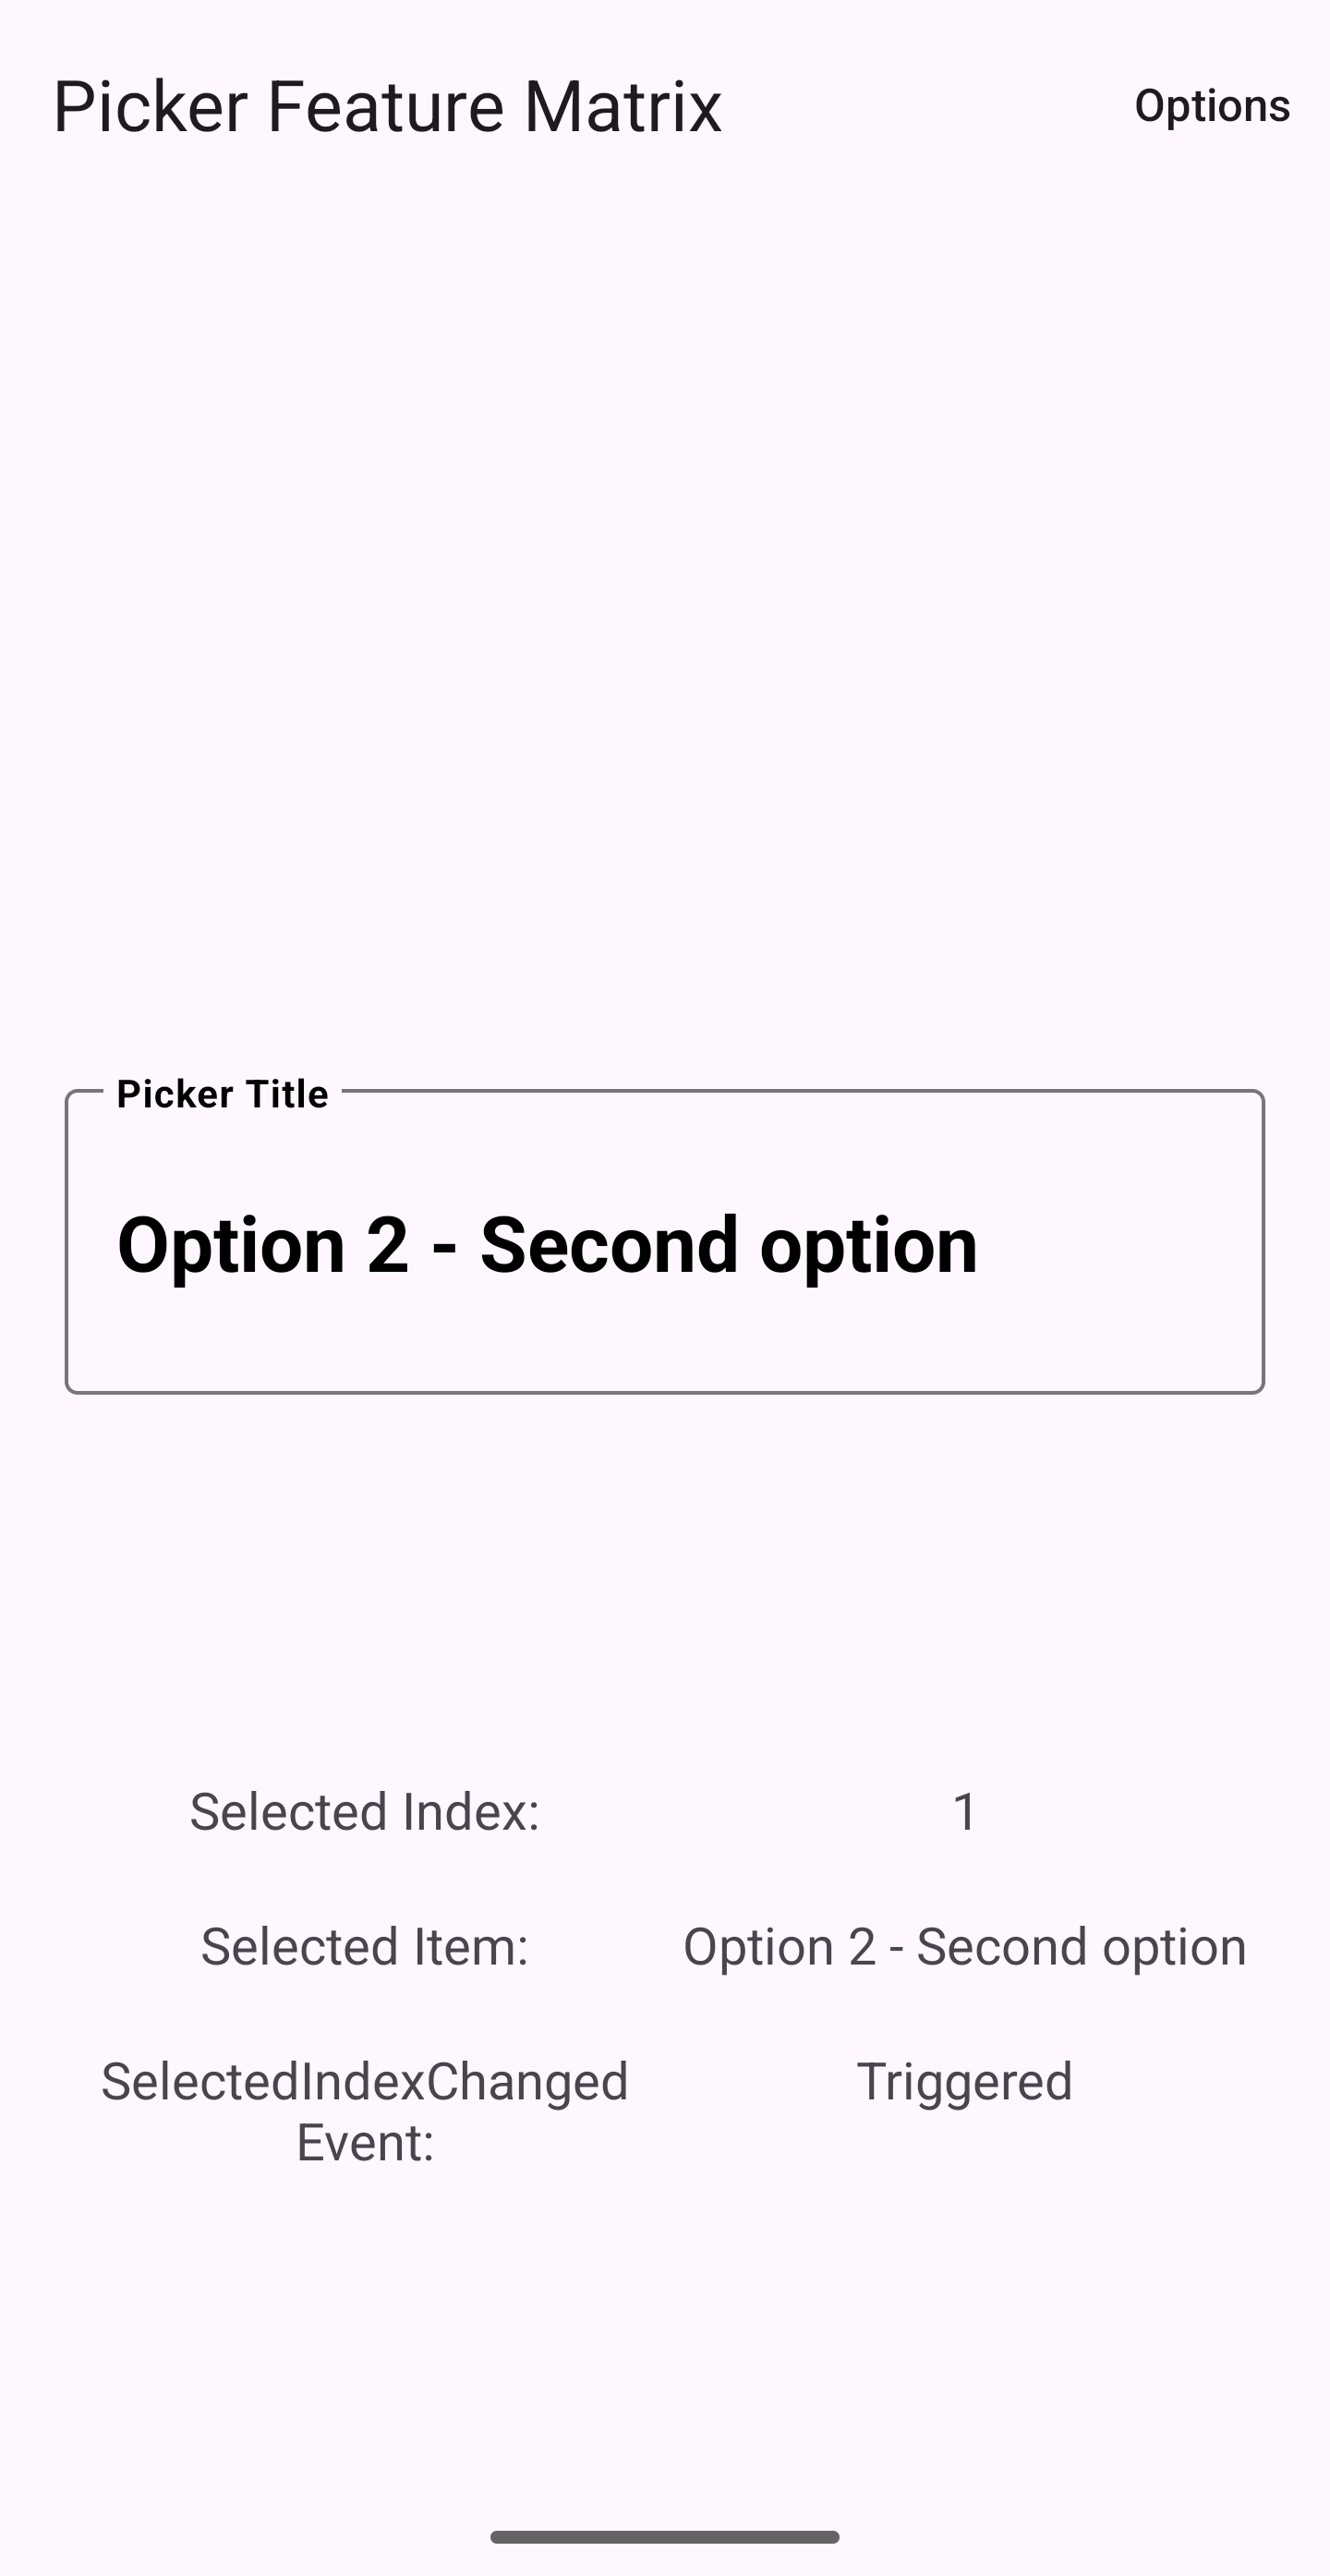 Picker Feature Matrix
Options
Picker Title
Option 2 - Second option
Selected Index:
1
Selected Item:
Option 2 - Second option
SelectedIndexChanged
Event:
Triggered